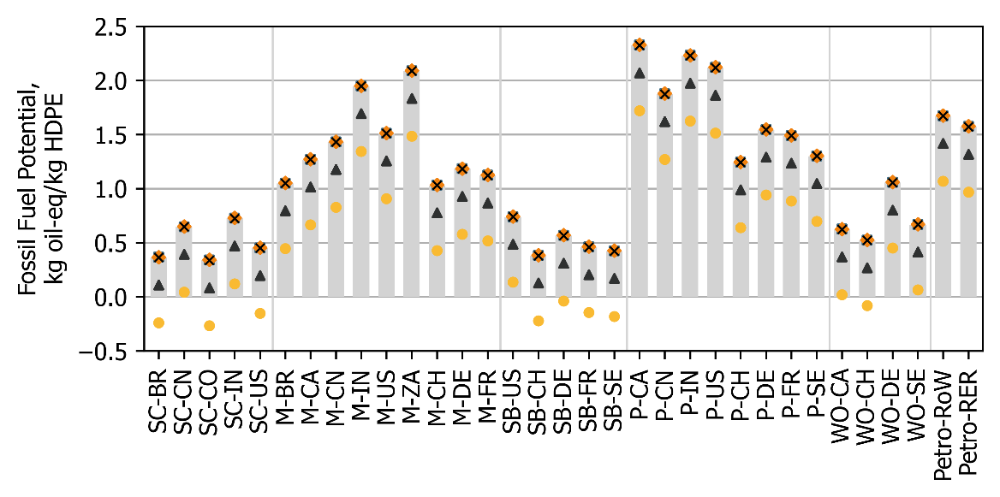 Fossil Fuel Potential,
kg oil-eq/kg HDPE
2.5
2.0
1.5
1.0
0.5
0.0
−0.5
SC-BR
SC-CN
SC-CO
SC-IN
SC-US
M-BR
M-CA
M-CN
M-IN
M-US
M-ZA
M-CH
M-DE
M-FR
SB-US
SB-CH
SB-DE
SB-FR
SB-SE
P-CA
P-CN
P-IN
P-US
P-CH
P-DE
P-FR
P-SE
WO-CA
WO-CH
WO-DE
WO-SE
Petro-RoW
Petro-RER